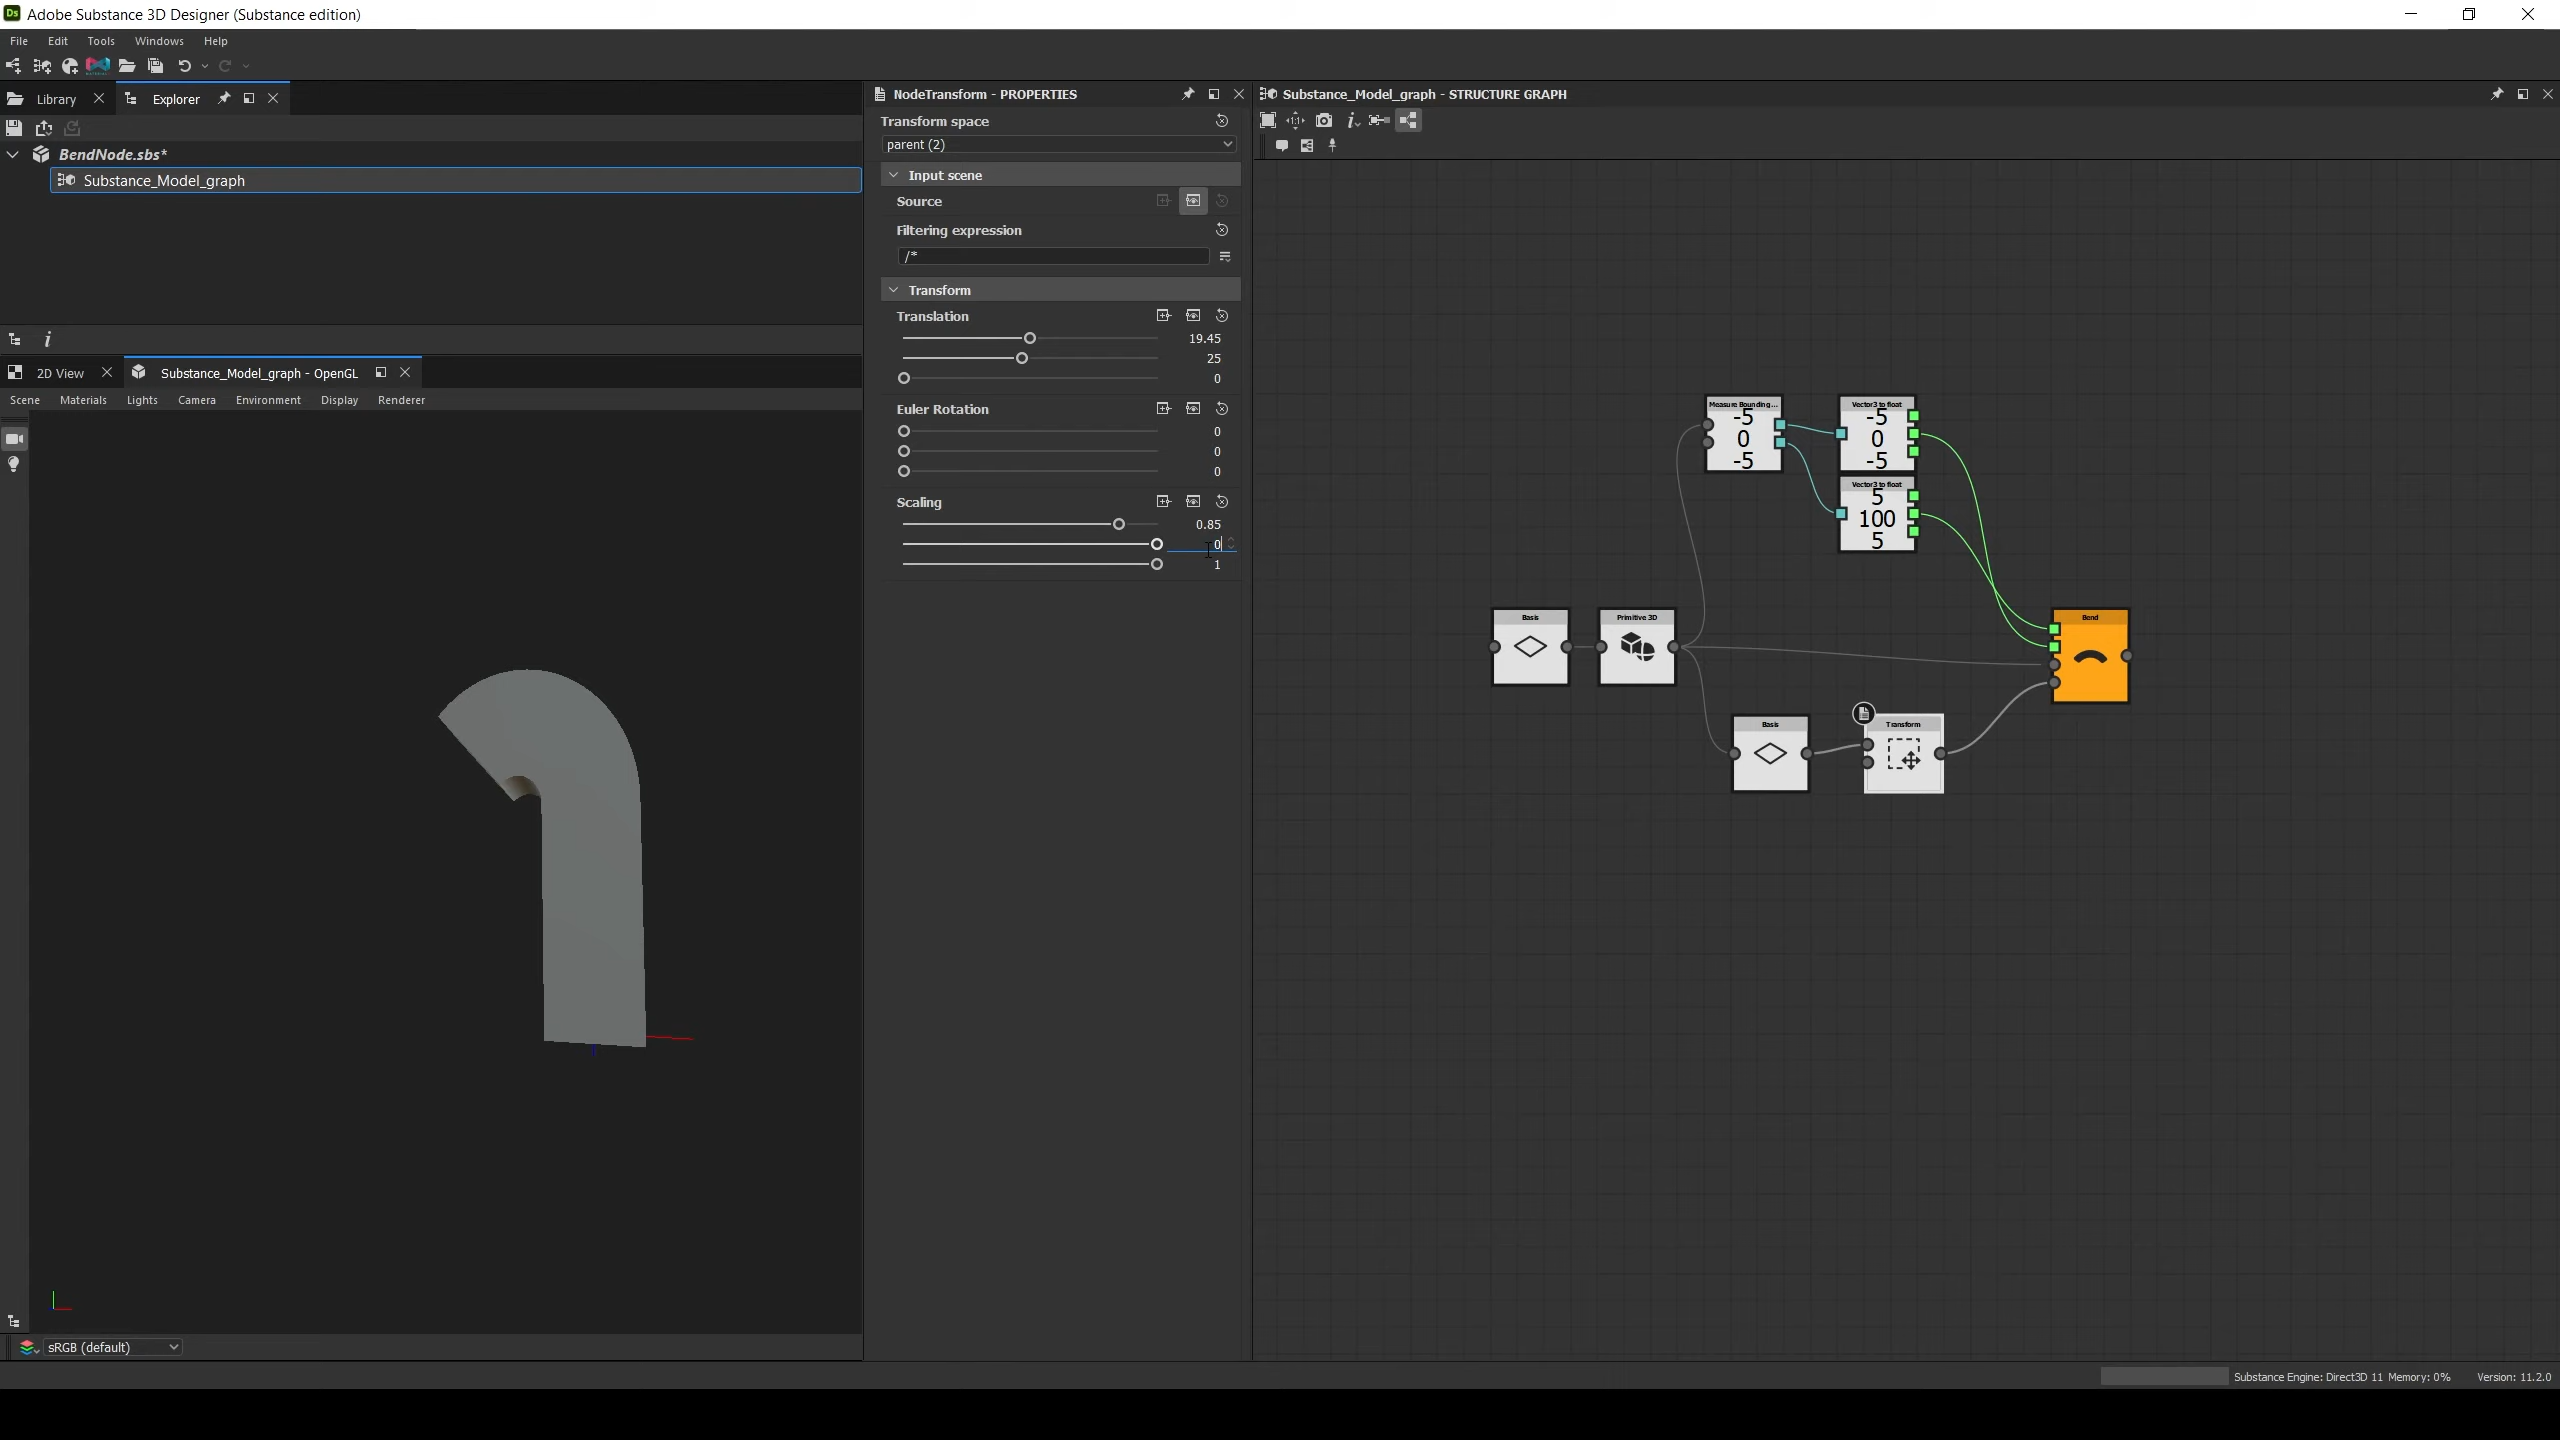 Ds Adobe Substance 3D Designer (Substance edition)
File Edit Tools Windows Help
Library Explorer
BendNode.sbs*
Substance_Model_graph
i
2D View Substance_Model_graph - OpenGL
Scene Materials Lights Camera Environment Display Renderer
sRGB (default)
NodeTransform - PROPERTIES
Transform space
parent (2)
Input scene
Source
Filtering expression
/*
Transform
Translation
19.45
25
0
Euler Rotation
0
0
0
Scaling
0.85
0
1
Substance_Model_graph - STRUCTURE GRAPH
Measure Bounding...
-5
0
-5
Vector3 to float
-5
0
-5
Vector3 to float
5
100
5
Basis
Primitive 3D
Bend
Basis
Transform
Substance Engine: Direct3D 11 Memory: 0% Version: 11.2.0